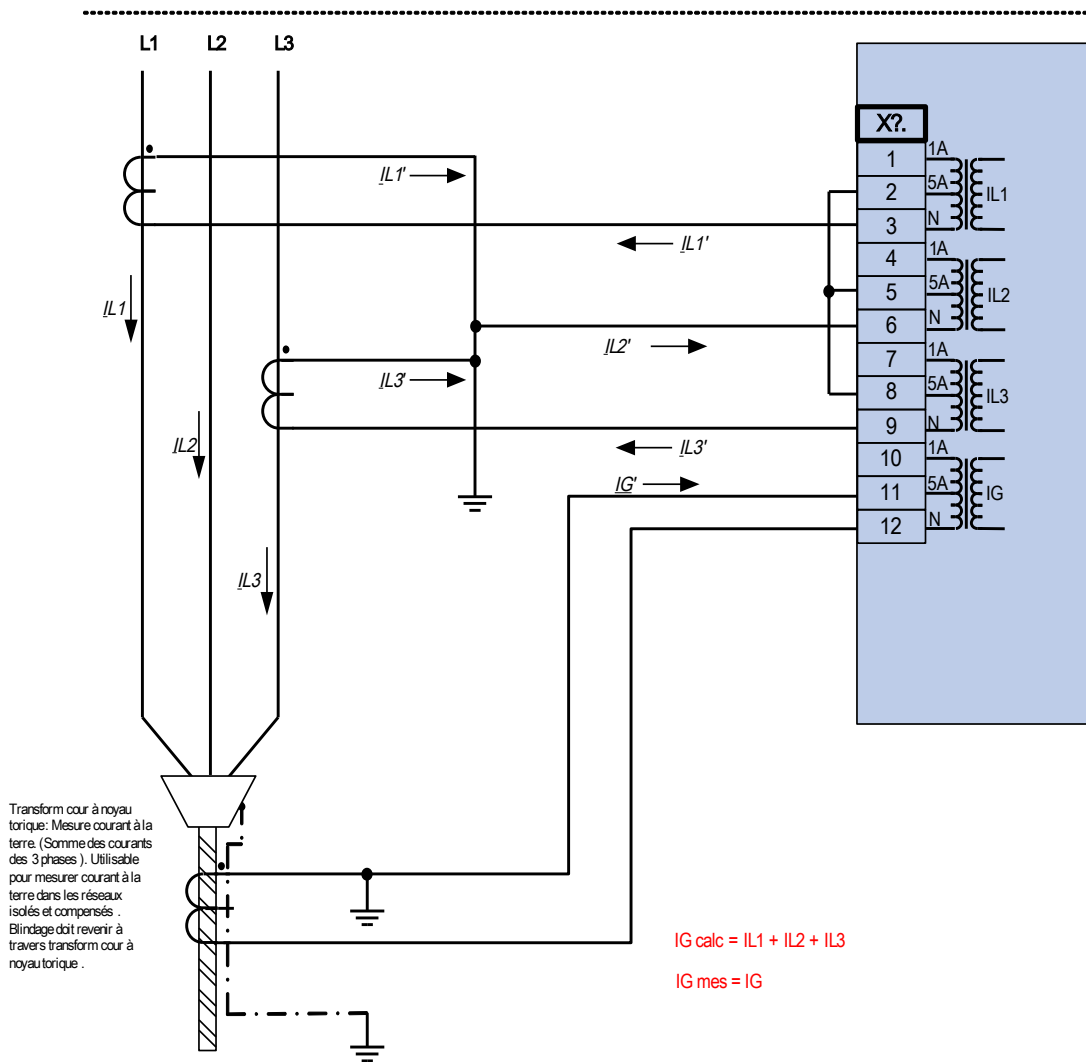 L1 L2 L3
X?.
1 1A
2 5A IL1
3 N
4 1A
5 5A IL2
6 N
7 1A
8 5A IL3
9 N
10 1A
11 5A IG
12 N
IL1'
IL1'
IL1
IL2'
IL3'
IL2
IL3'
IG'
IL3
Transform cour à noyau
torique: Mesure courant à la
terre. (Somme des courants
des 3 phases ). Utilisable
pour mesurer courant à la
terre dans les réseaux
isolés et compensés .
Blindage doit revenir à
travers transform cour à
noyau torique .
IG calc = IL1 + IL2 + IL3
IG mes = IG